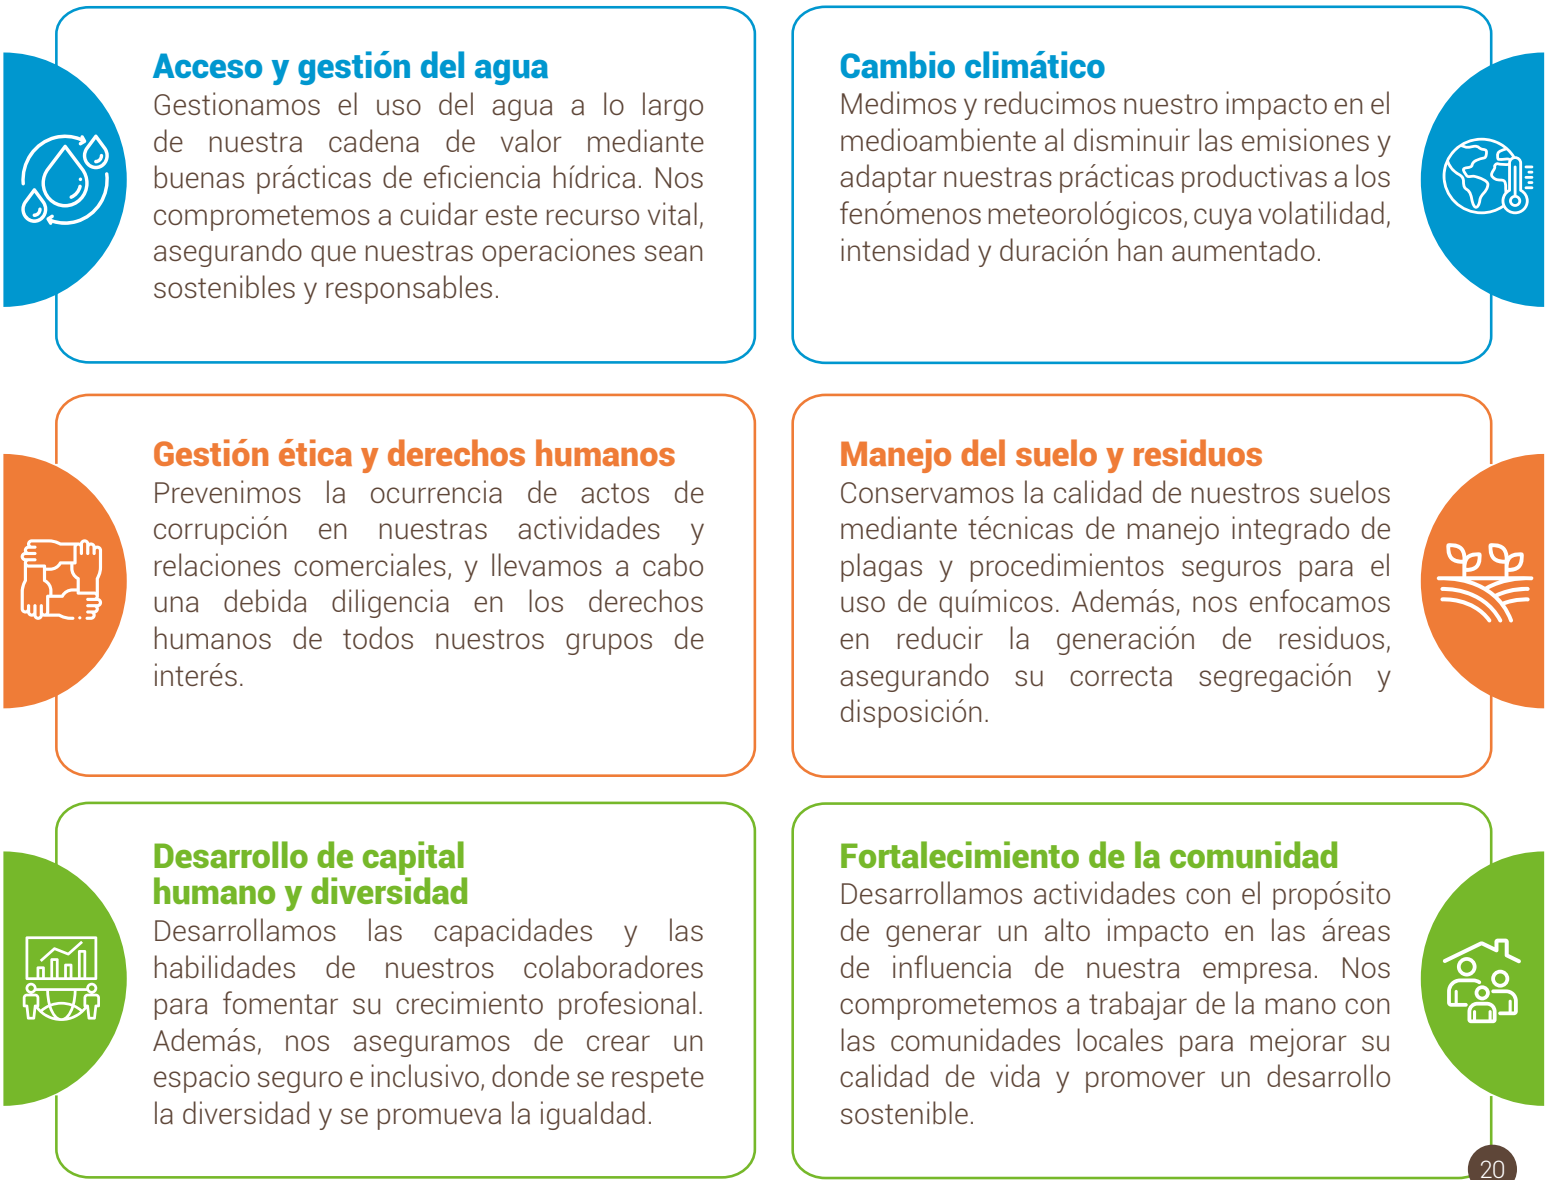 Acceso y gestión del agua
Gestionamos el uso del agua a lo largo
de nuestra cadena de valor mediante
buenas prácticas de eficiencia hídrica. Nos
comprometemos a cuidar este recurso vital,
asegurando que nuestras operaciones sean
sostenibles y responsables.
Cambio climático
Medimos y reducimos nuestro impacto en el
medioambiente al disminuir las emisiones y
adaptar nuestras prácticas productivas a los
fenómenos meteorológicos, cuya volatilidad,
intensidad y duración han aumentado.
Gestión ética y derechos humanos
Prevenimos la ocurrencia de actos de
corrupción en nuestras actividades y
relaciones comerciales, y llevamos a cabo
una debida diligencia en los derechos
humanos de todos nuestros grupos de
interés.
Manejo del suelo y residuos
Conservamos la calidad de nuestros suelos
mediante técnicas de manejo integrado de
plagas y procedimientos seguros para el
uso de químicos. Además, nos enfocamos
en reducir la generación de residuos,
asegurando su correcta segregación y
disposición.
Desarrollo de capital
humano y diversidad
Desarrollamos las capacidades y las
habilidades de nuestros colaboradores
para fomentar su crecimiento profesional.
Además, nos aseguramos de crear un
espacio seguro e inclusivo, donde se respete
la diversidad y se promueva la igualdad.
Fortalecimiento de la comunidad
Desarrollamos actividades con el propósito
de generar un alto impacto en las áreas
de influencia de nuestra empresa. Nos
comprometemos a trabajar de la mano con
las comunidades locales para mejorar su
calidad de vida y promover un desarrollo
sostenible.
20